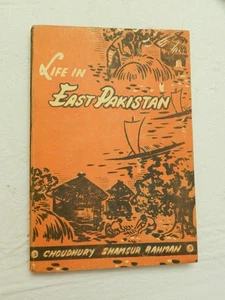 LIFE IN
EAST PAKISTAN
CHOUDHURY SHAMSUR RAHMAN